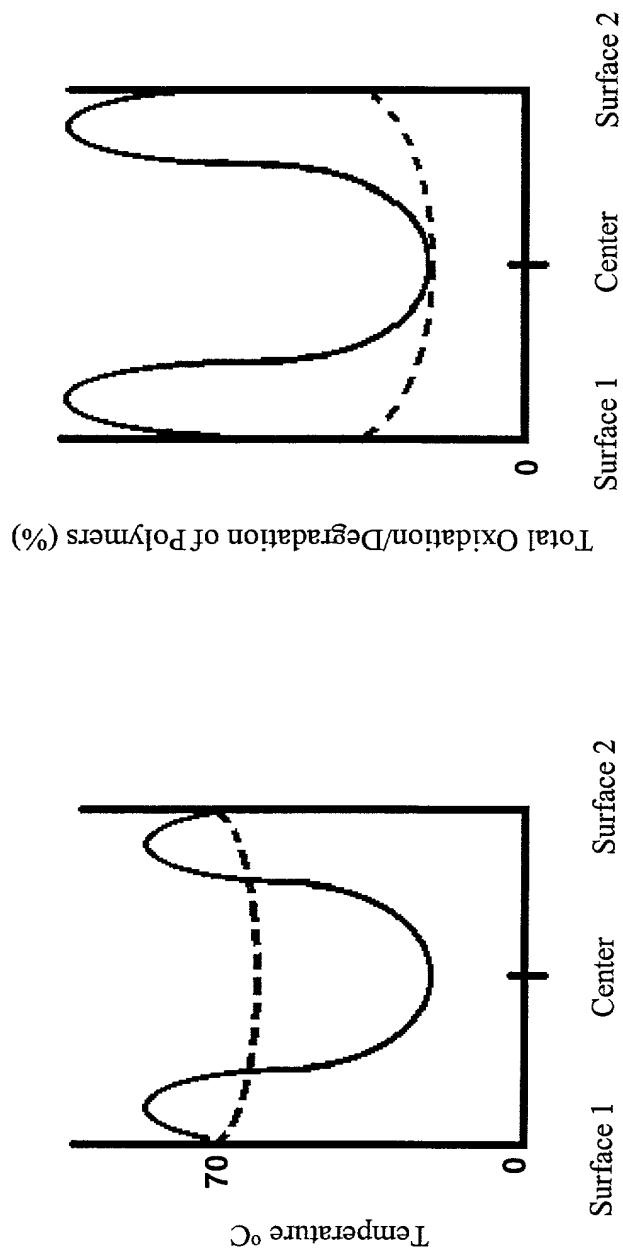 Temperature °C
70
0
Surface 1 Center Surface 2
Total Oxidation/Degradation of Polymers (%)
0
Surface 1 Center Surface 2